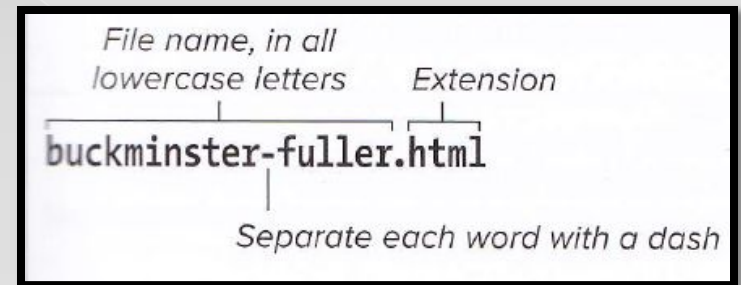 File name, in all
lowercase letters
Extension
buckminster-fuller.html
Separate each word with a dash